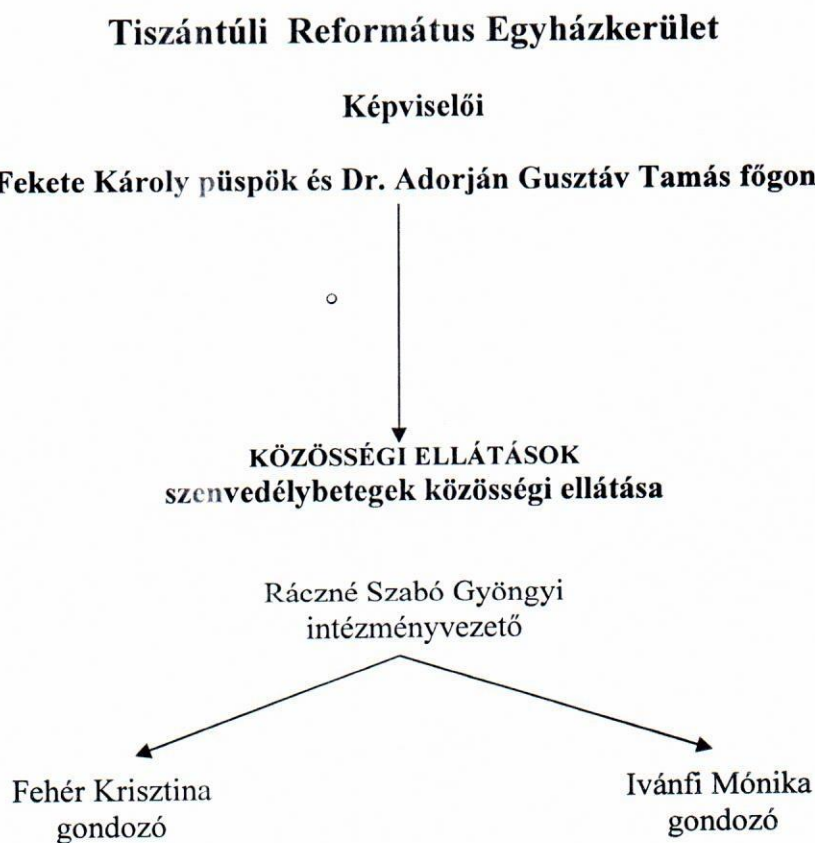 Tiszántúli Református Egyházkerület
Képviselői
Fekete Károly püspök és Dr. Adorján Gusztáv Tamás főgon
KÖZÖSSÉGI ELLÁTÁSOK
szenvedélybetegek közösségi ellátása
Ráczné Szabó Gyöngyi
intézményvezető
Fehér Krisztina
gondozó
Ivánfi Mónika
gondozó